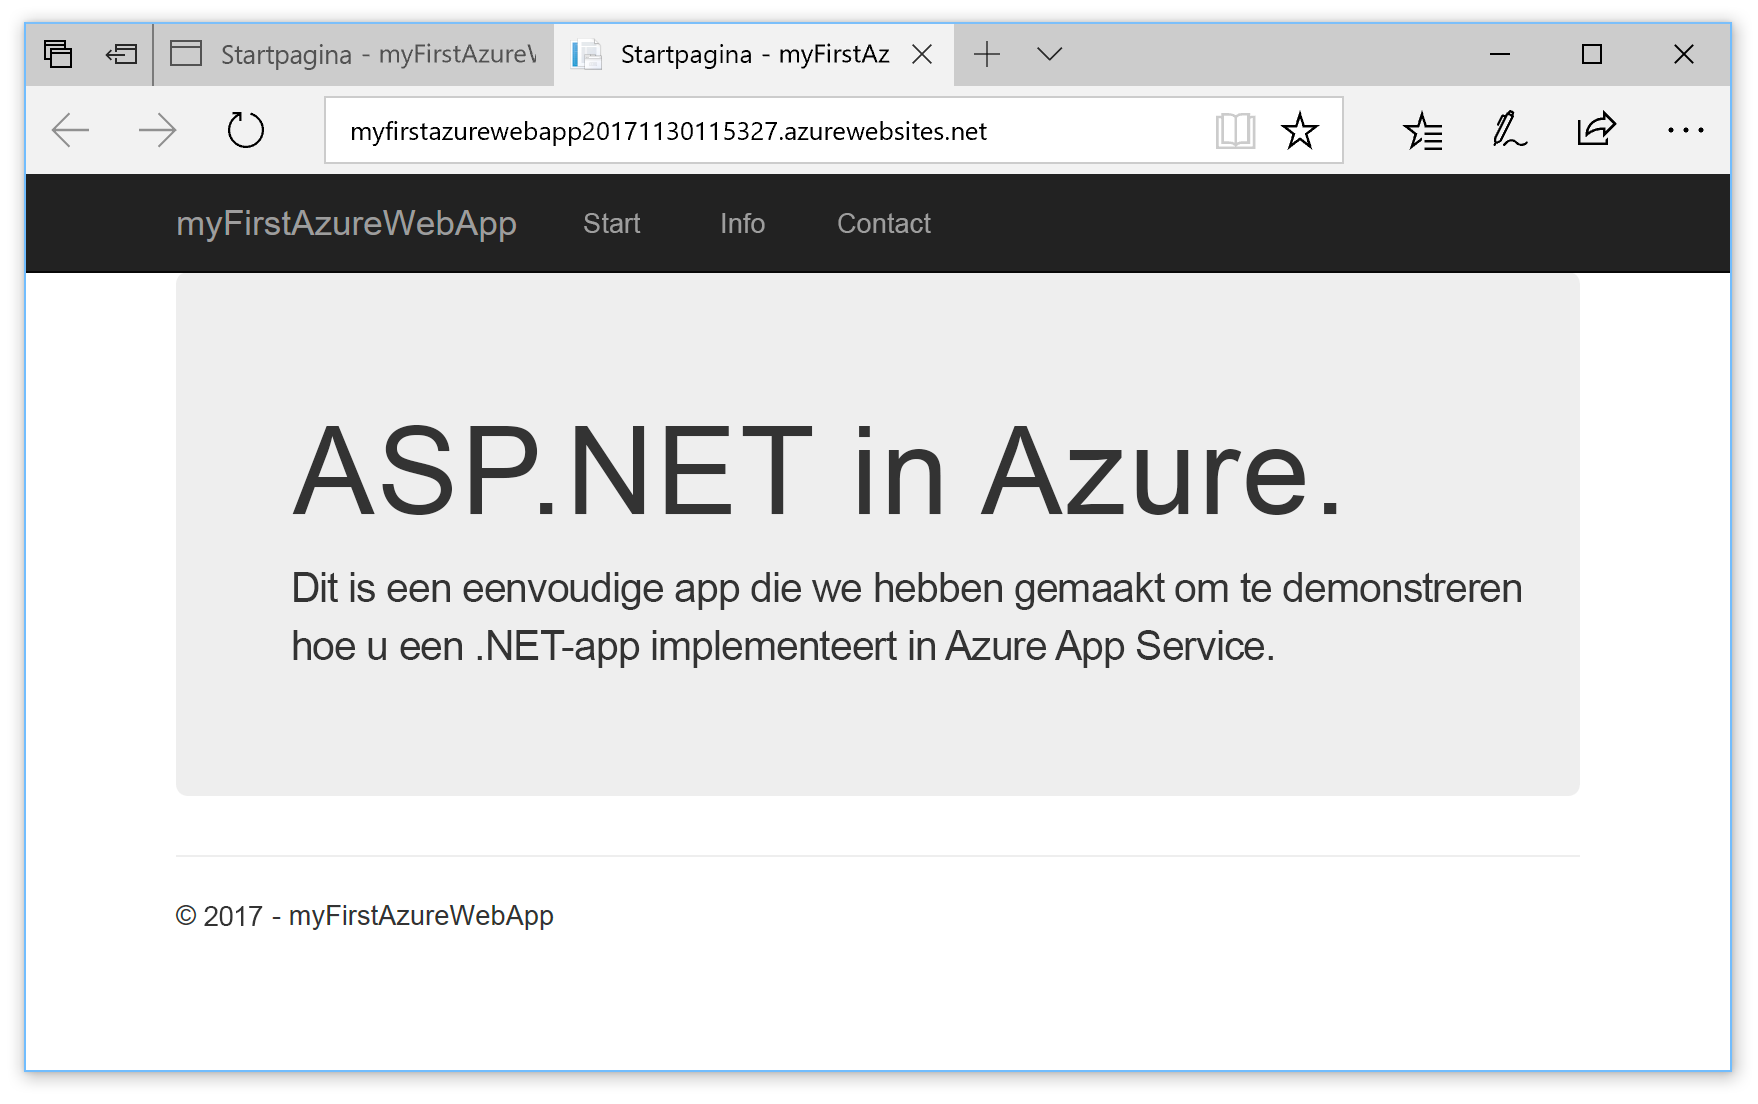 Startpagina - myFirstAzure
Startpagina - myFirstAz
myfirstazurewebapp20171130115327.azurewebsites.net
myFirstAzureWebApp Start Info Contact
ASP.NET in Azure.
Dit is een eenvoudige app die we hebben gemaakt om te demonstreren
hoe u een .NET-app implementeert in Azure App Service.
© 2017 - myFirstAzureWebApp